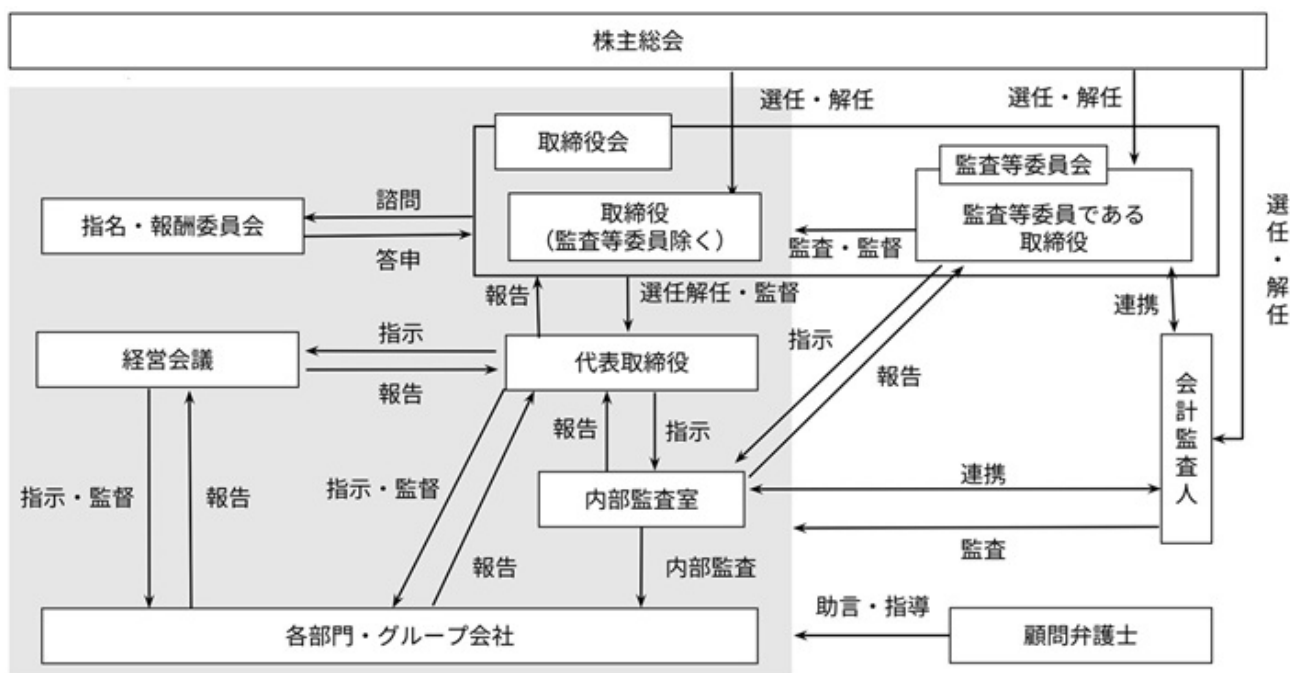 株主総会
選任・解任
選任・解任
取締役会
監査等委員会
諮問
指名・報酬委員会
取締役
（監査等委員除く）
監査等委員である
取締役
選任・解任
監査・監督
答申
報告
選任解任・監督
連携
指示
経営会議
代表取締役
指示
報告
報告
会計監査人
報告
指示
指示・監督
報告
指示・監督
内部監査室
連携
監査
報告
内部監査
助言・指導
各部門・グループ会社
顧問弁護士